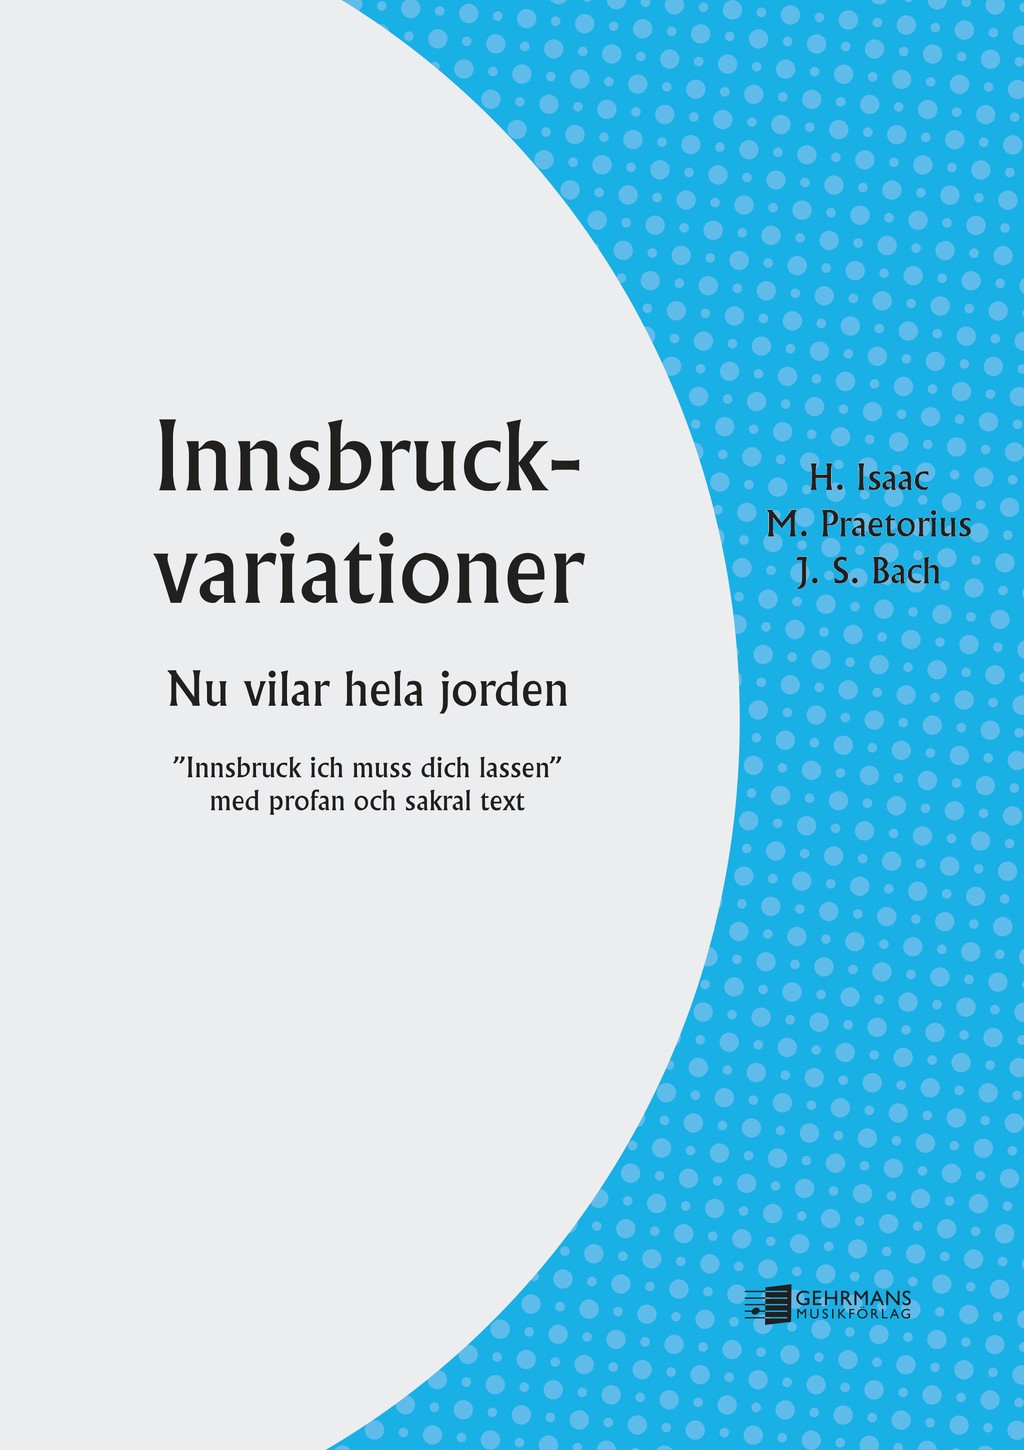 Innsbruck-
variationer
Nu vilar hela jorden
”Innsbruck ich muss dich lassen”
med profan och sakral text
H. Isaac
M. Praetorius
J. S. Bach
GEHRMANS
MUSIKFÖRLAG